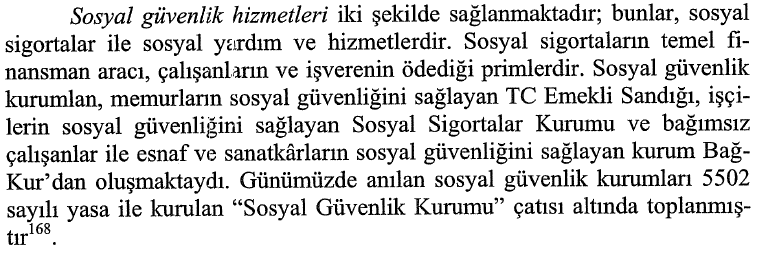 Sosyal güvenlik hizmetleri iki şekilde sağlanmaktadır; bunlar, sosyal
sigortalar ile sosyal yardım ve hizmetlerdir. Sosyal sigortaların temel fi-
nansman aracı, çalışanların ve işverenin ödediği primlerdir. Sosyal güvenlik
kurumlan, memurların sosyal güvenliğini sağlayan TC Emekli Sandığı, işçi-
lerin sosyal güvenliğini sağlayan Sosyal Sigortalar Kurumu ve bağımsız
çalışanlar ile esnaf ve sanatkârların sosyal güvenliğini sağlayan kurum Bağ-
Kur’dan oluşmaktaydı. Günümüzde anılan sosyal güvenlik kurumları 5502
sayılı yasa ile kurulan “Sosyal Güvenlik Kurumu” çatısı altında toplanmış-
tır168.